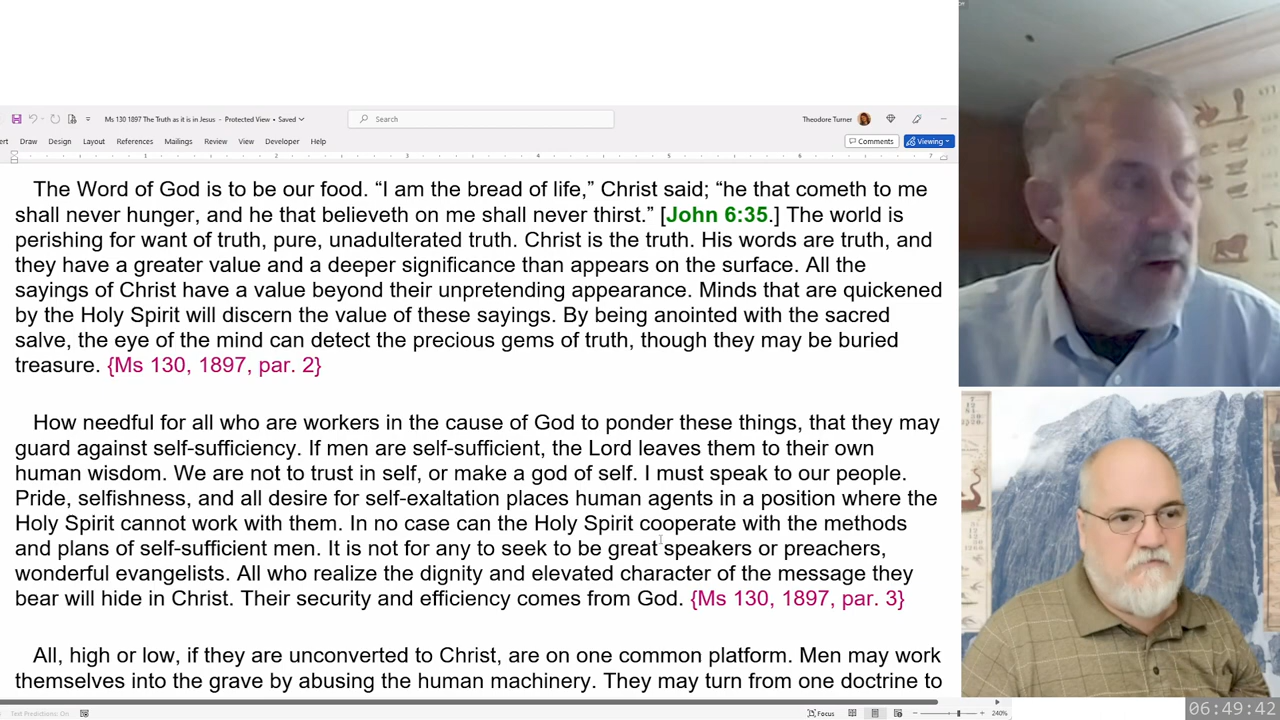 Ms 130 1897 The Truth as it is in Jesus - Protected View • Saved
Search
Theodore Turner
Draw Design Layout References Mailings Review View Developer Help
Comments
Viewing
1 2 3 4 5 6 7
The Word of God is to be our food. “I am the bread of life,” Christ said; “he that cometh to me
shall never hunger, and he that believeth on me shall never thirst.” [John 6:35.] The world is
perishing for want of truth, pure, unadulterated truth. Christ is the truth. His words are truth, and
they have a greater value and a deeper significance than appears on the surface. All the
sayings of Christ have a value beyond their unpretending appearance. Minds that are quickened
by the Holy Spirit will discern the value of these sayings. By being anointed with the sacred
salve, the eye of the mind can detect the precious gems of truth, though they may be buried
treasure. {Ms 130, 1897, par. 2}
How needful for all who are workers in the cause of God to ponder these things, that they may
guard against self-sufficiency. If men are self-sufficient, the Lord leaves them to their own
human wisdom. We are not to trust in self, or make a god of self. I must speak to our people.
Pride, selfishness, and all desire for self-exaltation places human agents in a position where the
Holy Spirit cannot work with them. In no case can the Holy Spirit cooperate with the methods
and plans of self-sufficient men. It is not for any to seek to be great speakers or preachers,
wonderful evangelists. All who realize the dignity and elevated character of the message they
bear will hide in Christ. Their security and efficiency comes from God. {Ms 130, 1897, par. 3}
All, high or low, if they are unconverted to Christ, are on one common platform. Men may work
themselves into the grave by abusing the human machinery. They may turn from one doctrine to
Text Predictions: On
Focus
240%
06:49:42